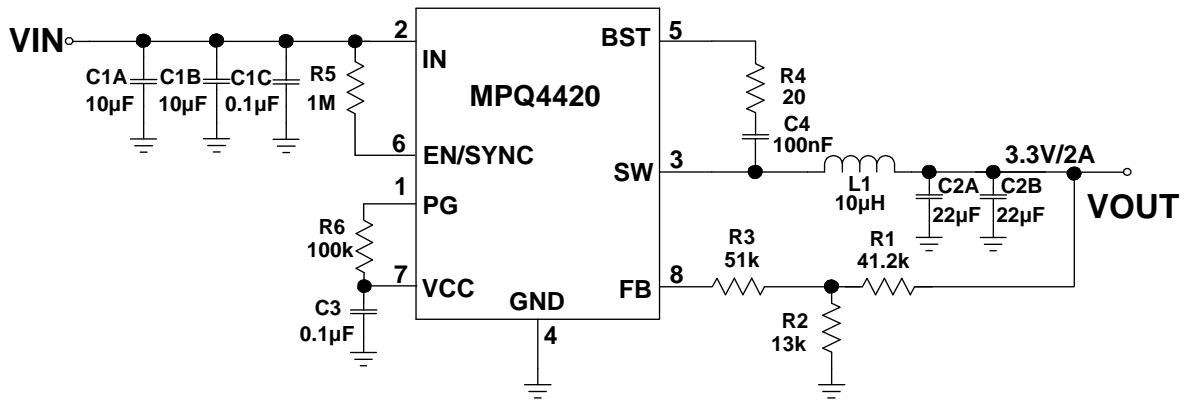 VIN
C1A
10µF
C1B
10µF
C1C
0.1µF
R5
1M
2
IN
MPQ4420
BST
5
R4
20
C4
100nF
6
EN/SYNC
SW
3
L1
10µH
3.3V/2A
C2A
22µF
C2B
22µF
VOUT
1
PG
R6
100k
7
VCC
C3
0.1µF
GND
4
FB
8
R3
51k
R1
41.2k
R2
13k